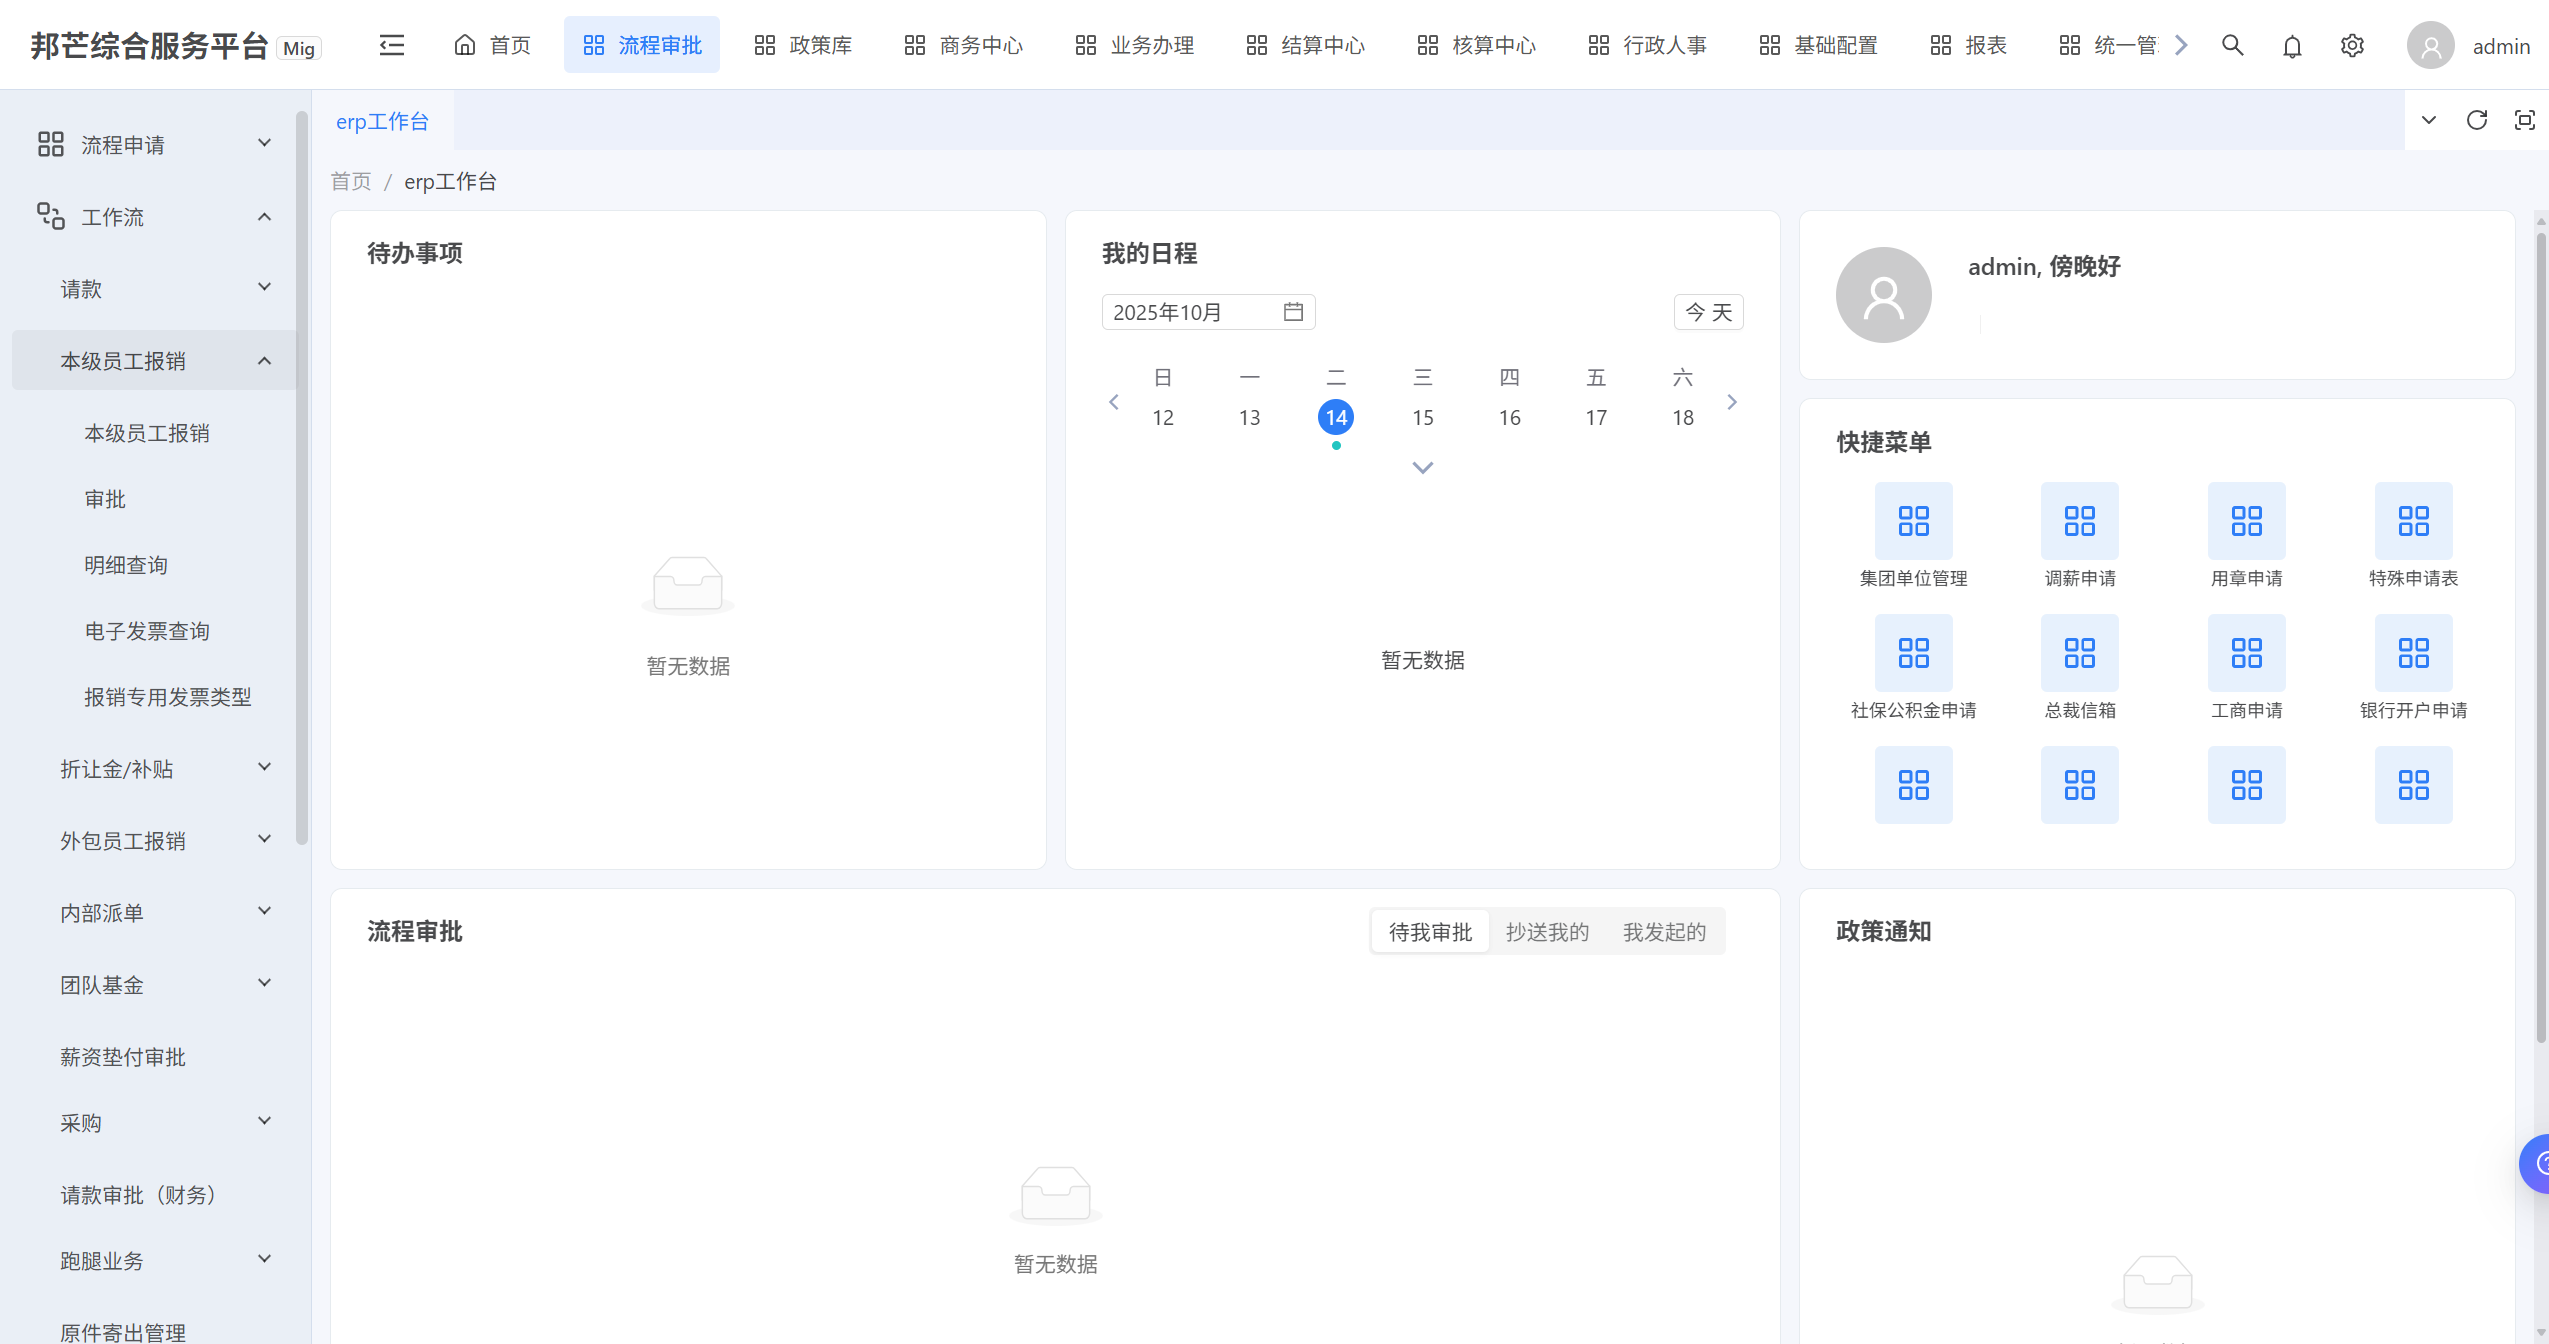 邦芒综合服务平台 Mig
首页 流程审批 政策库 商务中心 业务办理 结算中心 核算中心 行政人事 基础配置 报表 统一管 admin
流程申请
工作流
请款
本级员工报销
本级员工报销
审批
明细查询
电子发票查询
报销专用发票类型
折让金/补贴
外包员工报销
内部派单
团队基金
薪资垫付审批
采购
请款审批（财务）
跑腿业务
原件寄出管理
erp工作台
首页 / erp工作台
待办事项
暂无数据
我的日程
2025年10月 今天
日 一 二 三 四 五 六
12 13 14 15 16 17 18
暂无数据
admin, 傍晚好
快捷菜单
集团单位管理 调薪申请 用章申请 特殊申请表
社保公积金申请 总裁信箱 工商申请 银行开户申请
流程审批
待我审批 抄送我的 我发起的
暂无数据
政策通知